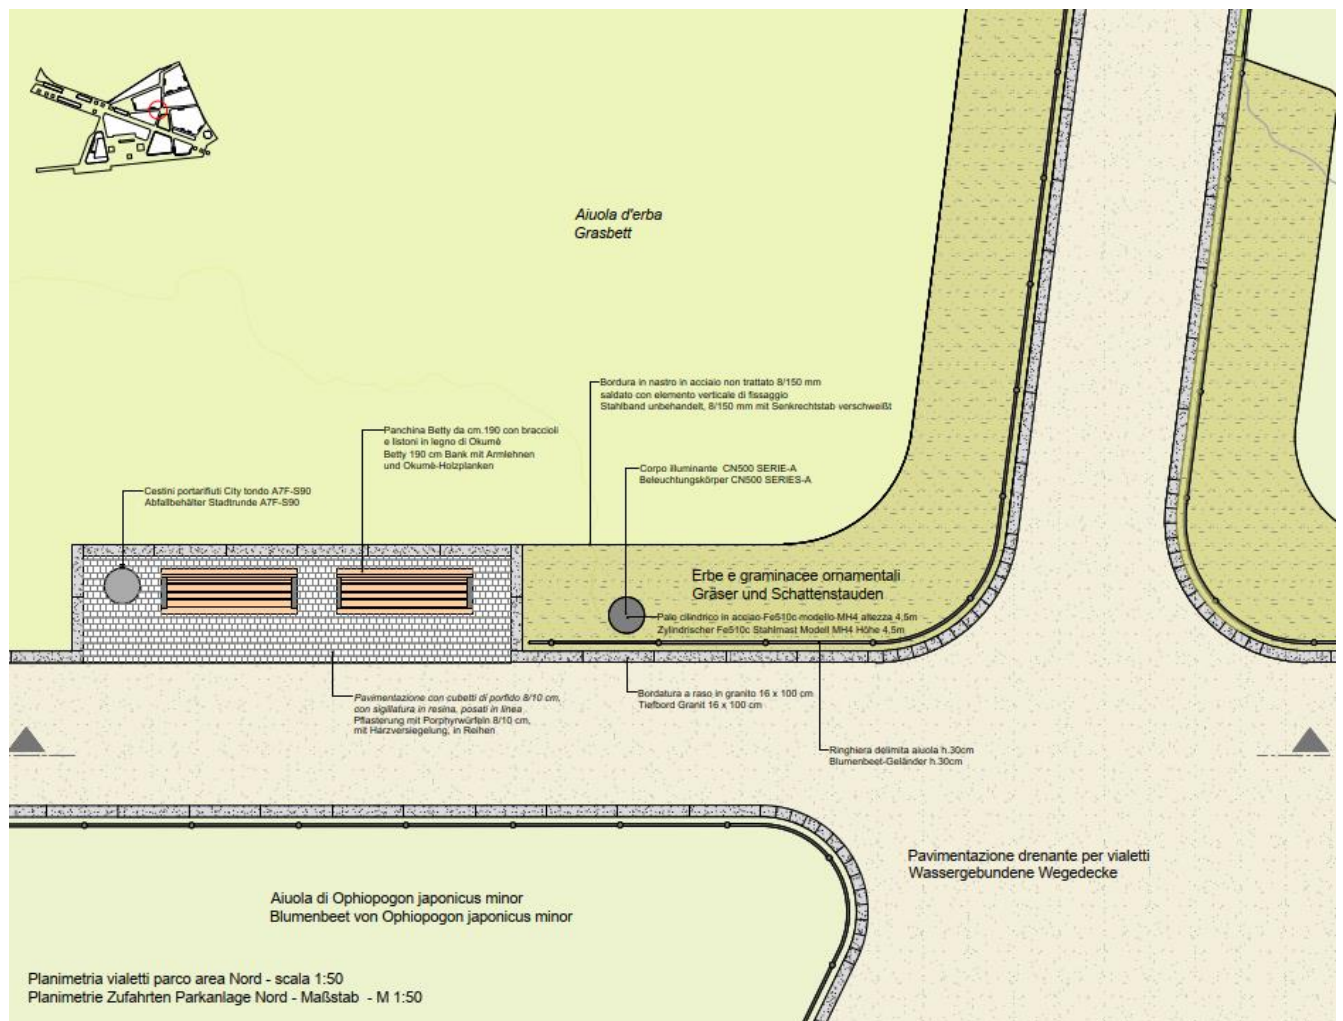 Aiuola d'erba
Grasbett
Bordura in nastro in acciaio non trattato 8/150 mm
saldato con elemento verticale di fissaggio
Stahlband unbehandelt, 8/150 mm mit Senkrechtstab verschweißt
Panchina Betty da cm.190 con braccioli
e listoni in legno di Okumè
Betty 190 cm Bank mit Armlehnen
und Okumè-Holzplanken
Corpo illuminante CN500 SERIE-A
Beleuchtungskörper CN500 SERIES-A
Cestini portarifiuti City tondo A7F-S90
Abfallbehälter Stadtrunde A7F-S90
Erbe e graminacee ornamentali
Gräser und Schattenstauden
Palo cilindrico in acciao Fe510c modello MH4 altezza 4,5m
Zylindrischer Fe510c Stahlmast Modell MH4 Höhe 4,5m
Pavimentazione con cubetti di porfido 8/10 cm,
con sigillatura in resina, posati in linea
Pflasterung mit Porphyrwürfeln 8/10 cm,
mit Harzversiegelung, in Reihen
Bordatura a raso in granito 16 x 100 cm
Tiefbord Granit 16 x 100 cm
Ringhiera delimita aiuola h.30cm
Blumenbeet-Geländer h.30cm
Pavimentazione drenante per vialetti
Wassergebundene Wegedecke
Aiuola di Ophiopogon japonicus minor
Blumenbeet von Ophiopogon japonicus minor
Planimetria vialetti parco area Nord - scala 1:50
Planimetrie Zufahrten Parkanlage Nord - Maßstab - M 1:50